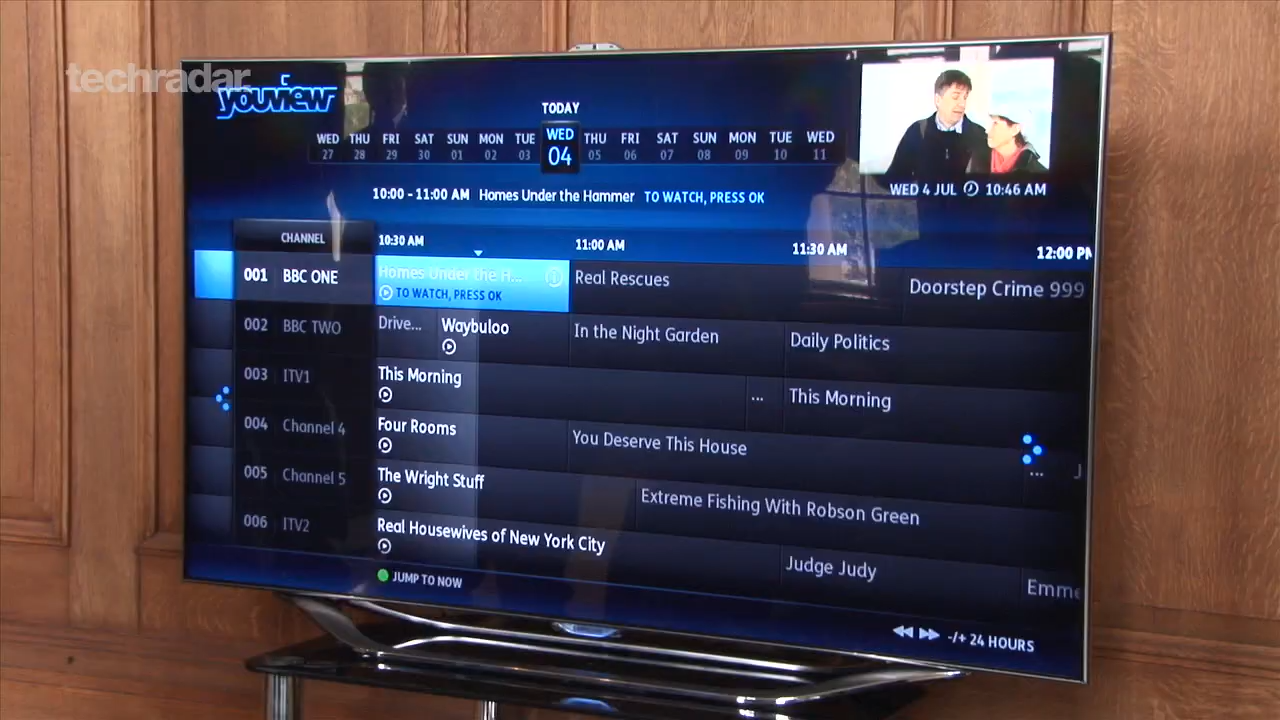 techradar.
youview
TODAY
WED THU FRI SAT SUN MON TUE WED THU FRI SAT SUN MON TUE WED
27 28 29 30 01 02 03 04 05 06 07 08 09 10 11
WED 4 JUL 10:46 AM
10:00 - 11:00 AM Homes Under the Hammer TO WATCH, PRESS OK
CHANNEL 10:30 AM 11:00 AM 11:30 AM 12:00 PM
001 BBC ONE Homes Under the H... Real Rescues Doorstep Crime 999
TO WATCH, PRESS OK
002 BBC TWO Drive... Waybuloo In the Night Garden Daily Politics
003 ITV1 This Morning ... This Morning
004 Channel 4 Four Rooms You Deserve This House ... J
005 Channel 5 The Wright Stuff Extreme Fishing With Robson Green
006 ITV2 Real Housewives of New York City Judge Judy Emme
JUMP TO NOW
-/+ 24 HOURS